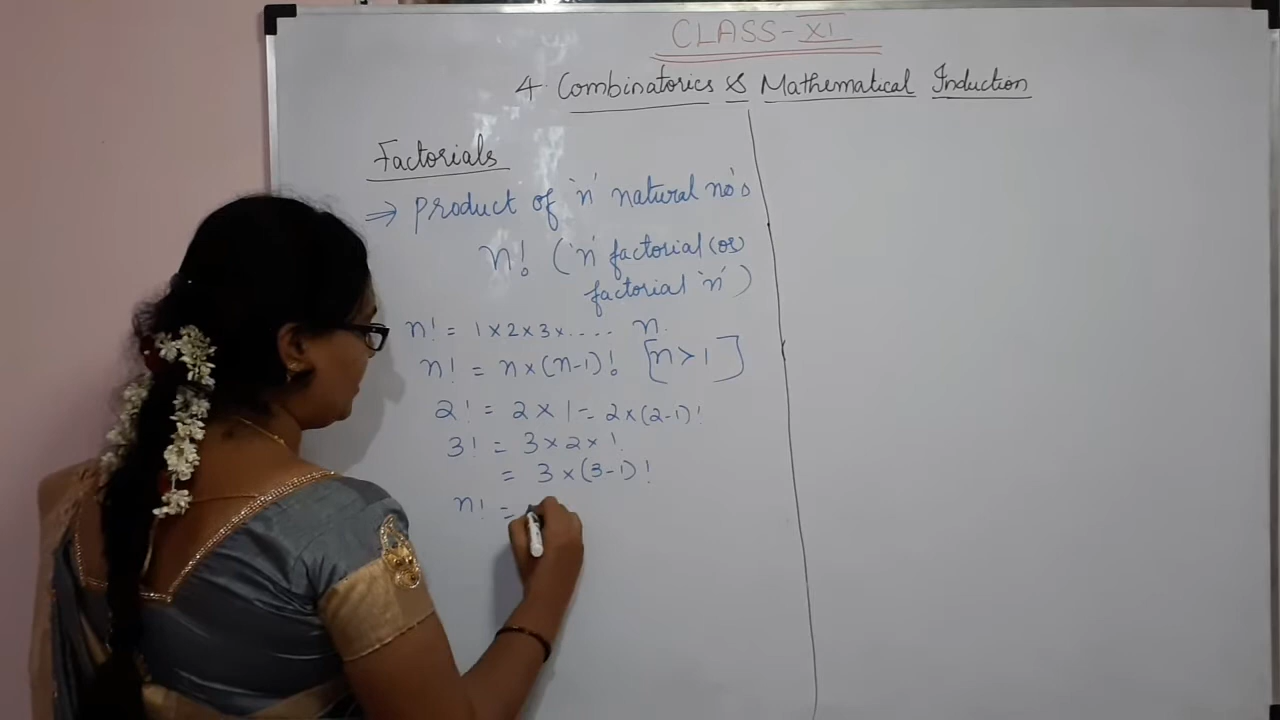 CLASS-XI
4. Combinatorics & Mathematical Induction
Factorials
⇒ product of 'n' natural no's
n! ('n' factorial (or)
factorial 'n')
n! = 1×2×3×.... n.
n! = n×(n-1)! [n>1]
2! = 2×1 = 2×(2-1)!
3! = 3×2×!
= 3×(3-1)!
n! =